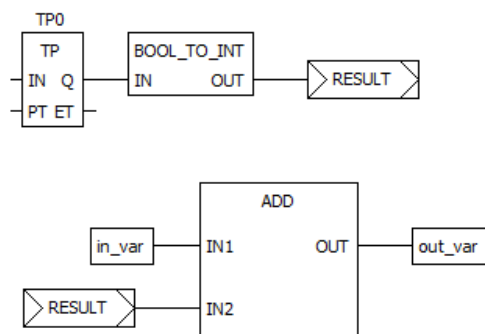 TP0
TP
BOOL_TO_INT
IN Q
IN OUT
RESULT
PT ET
ADD
in_var
IN1 OUT
out_var
RESULT
IN2